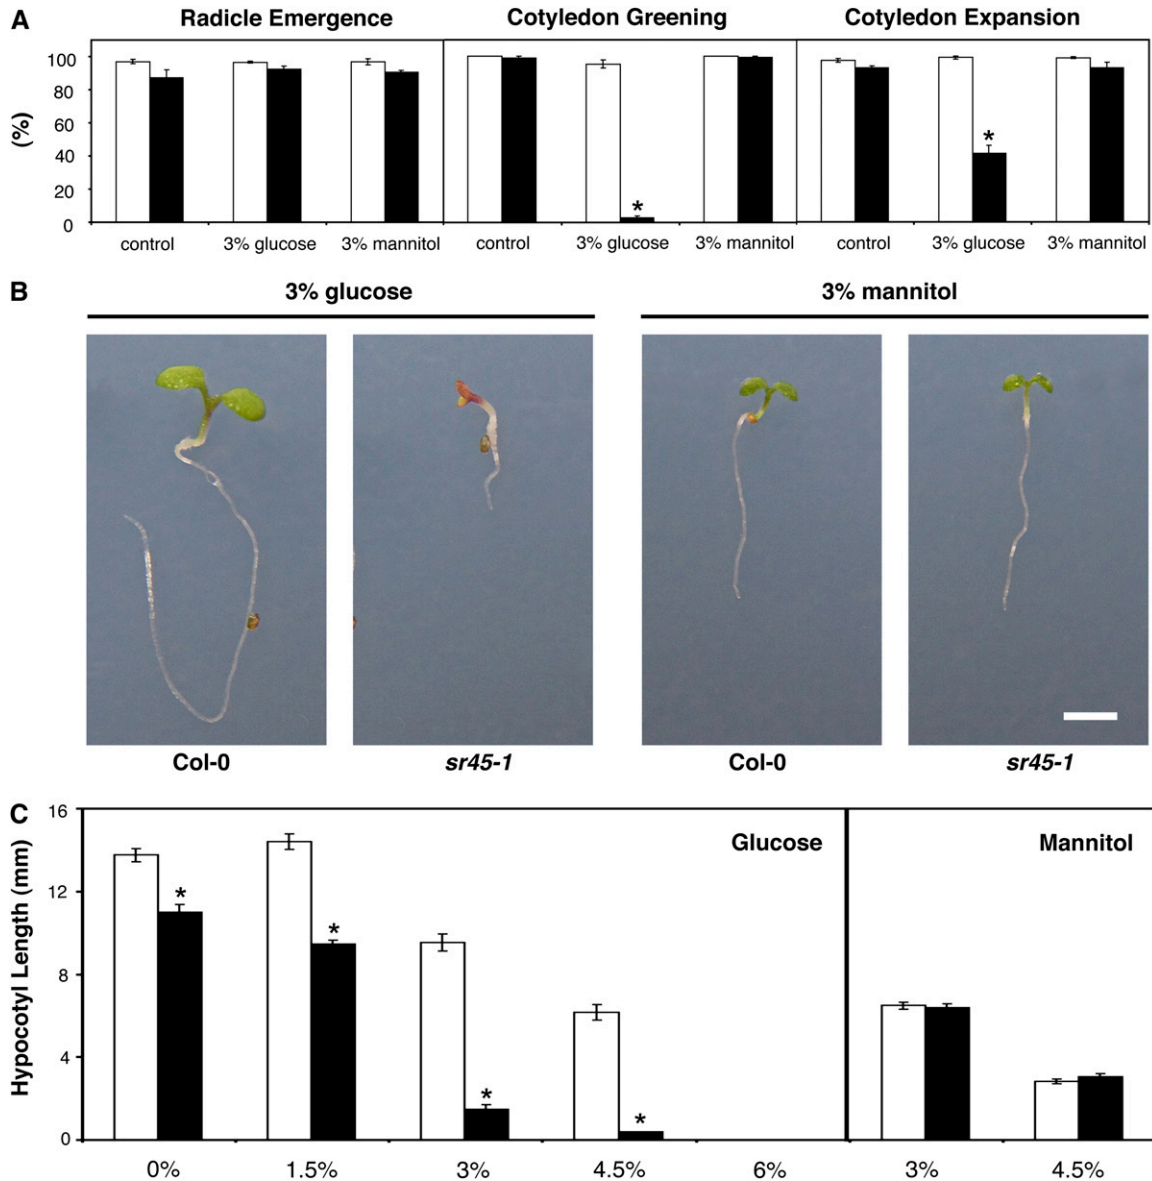 A
Radicle Emergence Cotyledon Greening Cotyledon Expansion
(%)
100
80
60
40
20
0
* *
control 3% glucose 3% mannitol control 3% glucose 3% mannitol control 3% glucose 3% mannitol
B
3% glucose 3% mannitol
Col-0 sr45-1 Col-0 sr45-1
C
Hypocotyl Length (mm)
16
12
8
4
0
Glucose Mannitol
* * * *
0% 1.5% 3% 4.5% 6% 3% 4.5%